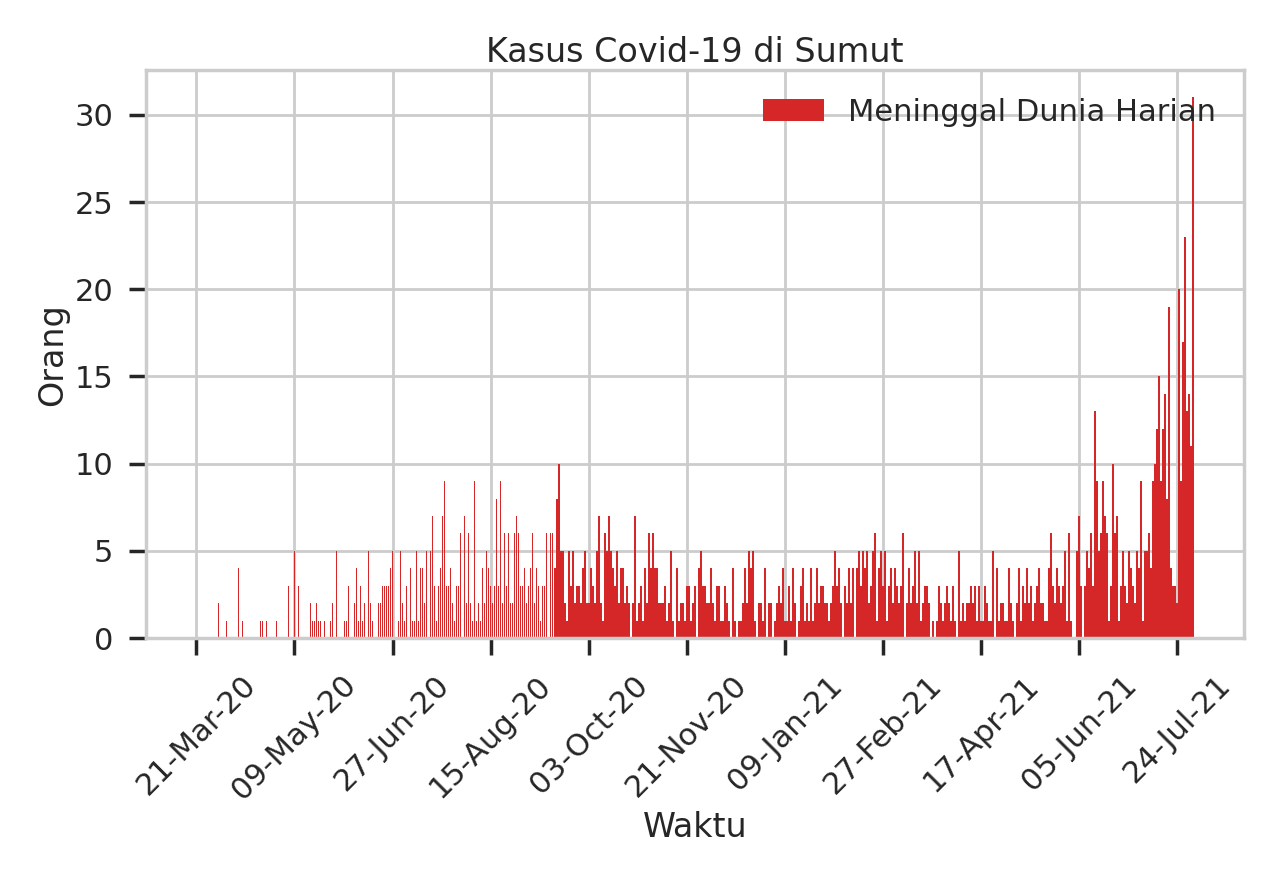 Kasus Covid-19 di Sumut
Meninggal Dunia Harian
30
25
20
15
10
5
0
Orang
21-Mar-20
09-May-20
27-Jun-20
15-Aug-20
03-Oct-20
21-Nov-20
09-Jan-21
27-Feb-21
17-Apr-21
05-Jun-21
24-Jul-21
Waktu